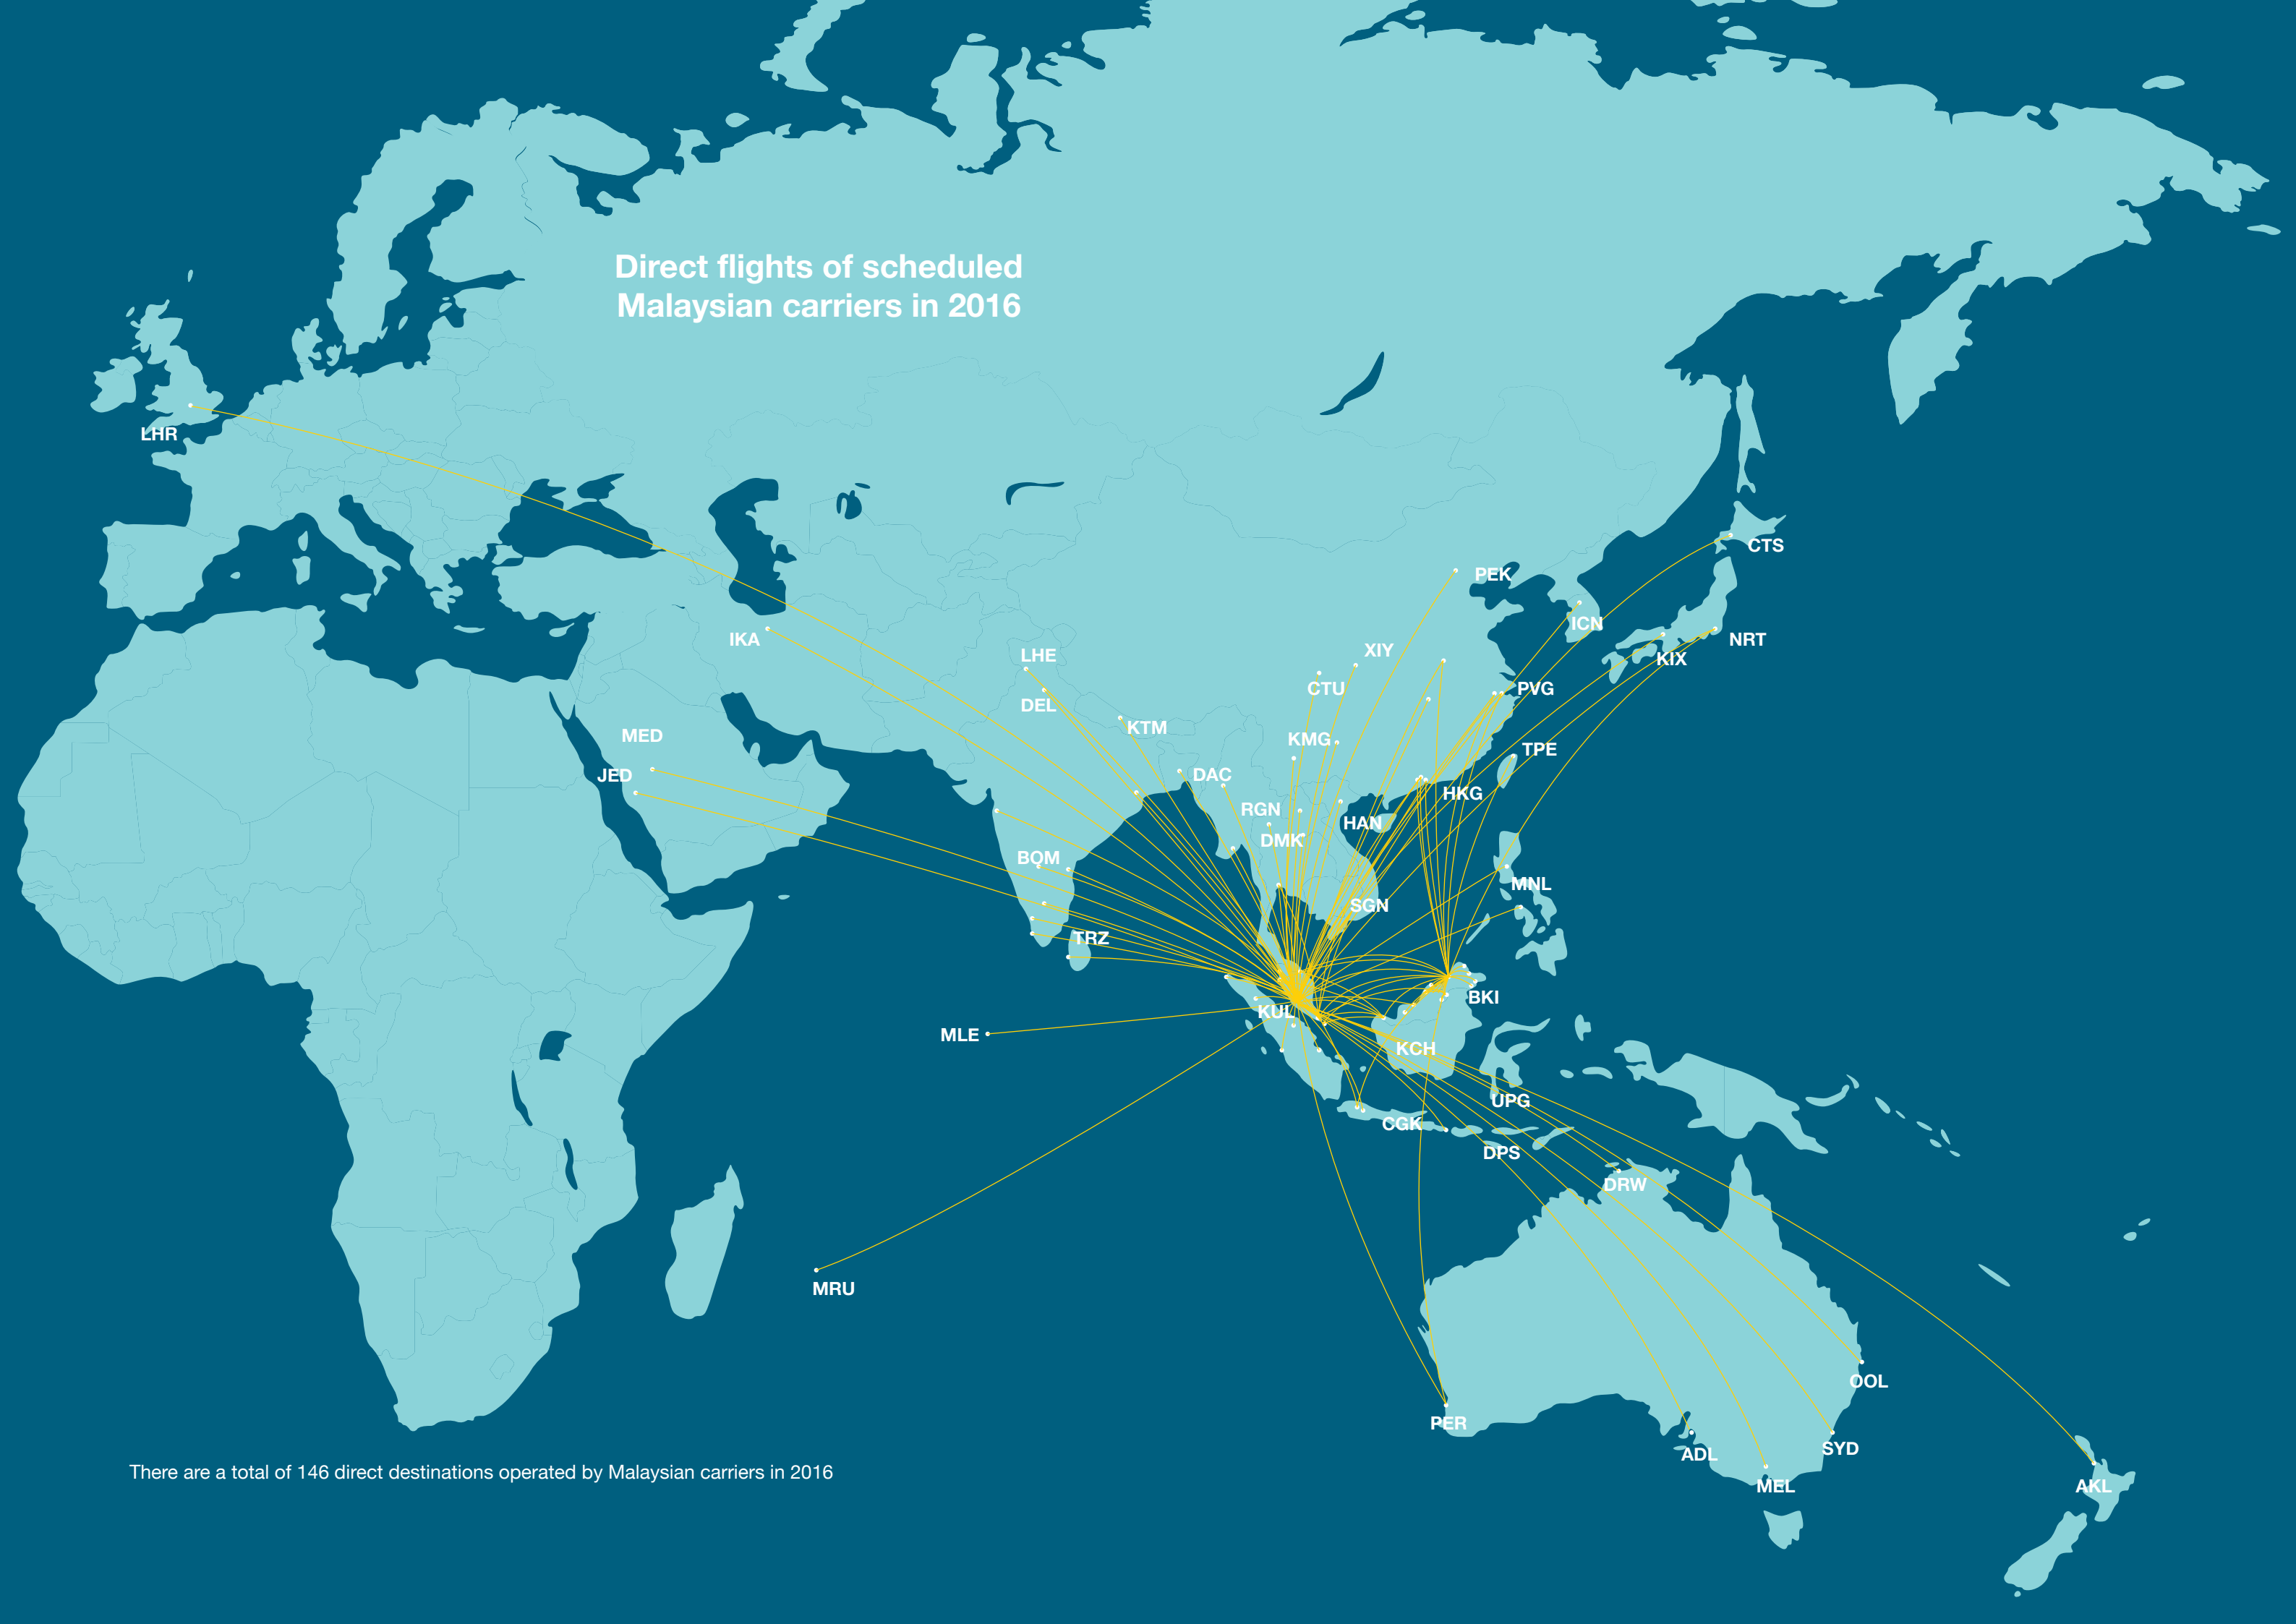 Direct flights of scheduled
Malaysian carriers in 2016
LHR
CTS
PEK
ICN
IKA
NRT
LHE
XIY
KIX
CTU
PVG
DEL
KTM
MED
KMG
TPE
JED
DAC
HKG
RGN
HAN
DMK
BOM
MNL
SGN
TRZ
BKI
KUL
MLE
KCH
UPG
CGK
DPS
DRW
MRU
OOL
PER
SYD
ADL
There are a total of 146 direct destinations operated by Malaysian carriers in 2016
MEL
AKL